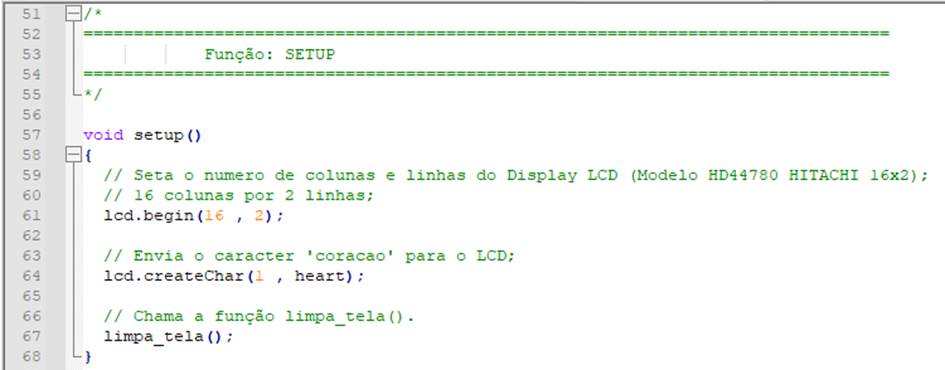 51 /*
52 ================================================================================
53 Função: SETUP
54 ================================================================================
55 */
56
57 void setup()
58 {
59 // Seta o numero de colunas e linhas do Display LCD (Modelo HD44780 HITACHI 16x2);
60 // 16 colunas por 2 linhas;
61 lcd.begin(16 , 2);
62
63 // Envia o caracter 'coracao' para o LCD;
64 lcd.createChar(1 , heart);
65
66 // Chama a função limpa_tela().
67 limpa_tela();
68 }